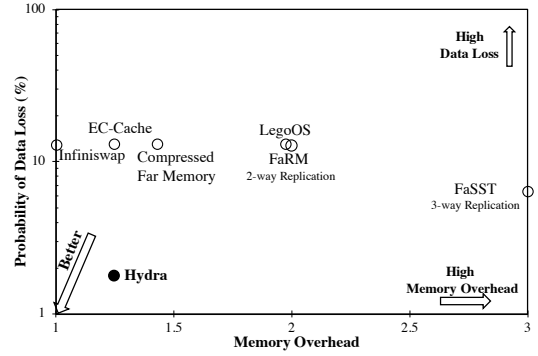 100
High
Data Loss
EC-Cache
LegoOS
Infiniswap
Compressed
Far Memory
FaRM
2-way Replication
10
FaSST
3-way Replication
Better
Hydra
High
Memory Overhead
1
1
1.5
2
2.5
3
Memory Overhead
Probability of Data Loss (%)